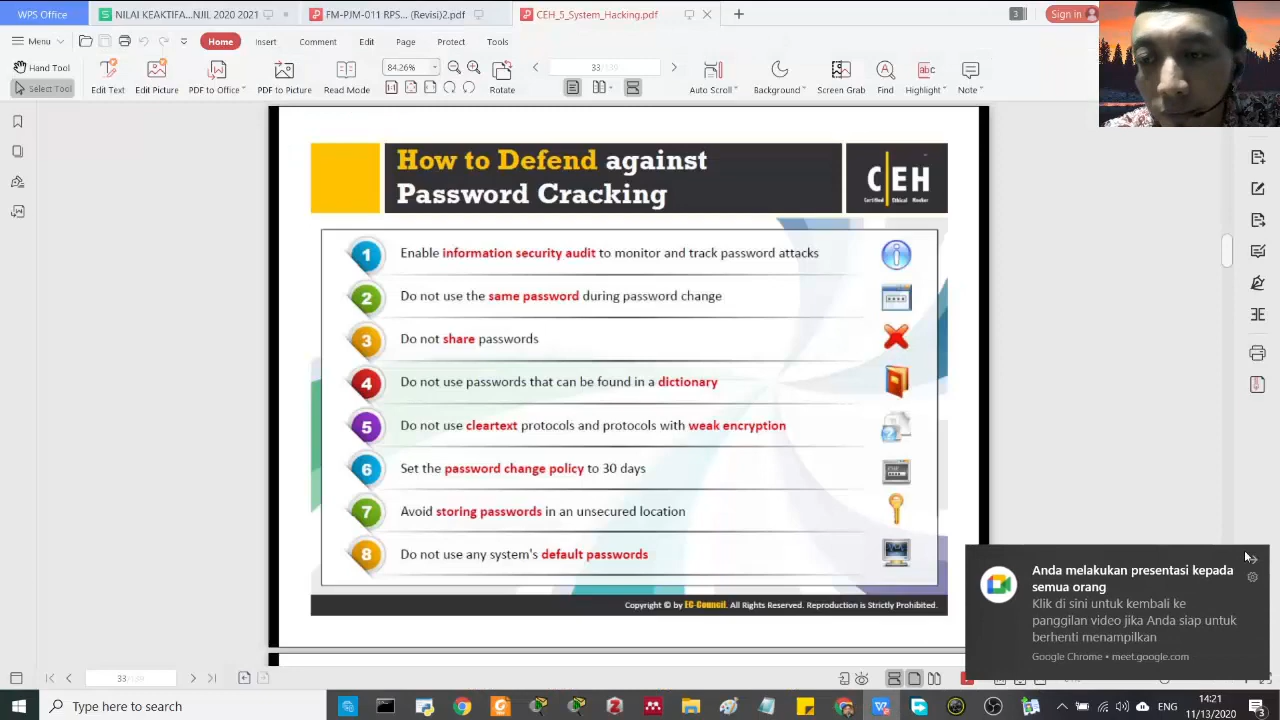 WPS Office
NILAI KEAKTIFA...NJIL 2020 2021
FM-PJM-011 RPS... (Revisi)2.pdf
CEH_5_System_Hacking.pdf
3
Sign in
Menu
Home
Insert
Comment
Edit
Page
Protect
Tools
Hand Tool
Select Tool
Edit Text
Edit Picture
PDF to Office
Read Mode
84.26%
Rotate
33/
Auto Scroll
Background
Screen Grab
Find
Highlight
Note
How to Defend against
Password Cracking
C|EH
Certified Ethical Hacker
1 Enable information security audit to monitor and track password attacks
2 Do not use the same password during password change
3 Do not share passwords
4 Do not use passwords that can be found in a dictionary
5 Do not use cleartext protocols and protocols with weak encryption
6 Set the password change policy to 30 days
7 Avoid storing passwords in an unsecured location
8 Do not use any system's default passwords
Copyright © by EC-Council. All Rights Reserved. Reproduction is Strictly Prohibited.
Anda melakukan presentasi kepada
semua orang
Klik di sini untuk kembali ke
panggilan video jika Anda siap untuk
berhenti menampilkan
Google Chrome • meet.google.com
Type here to search
ENG
14:21
11/13/2020